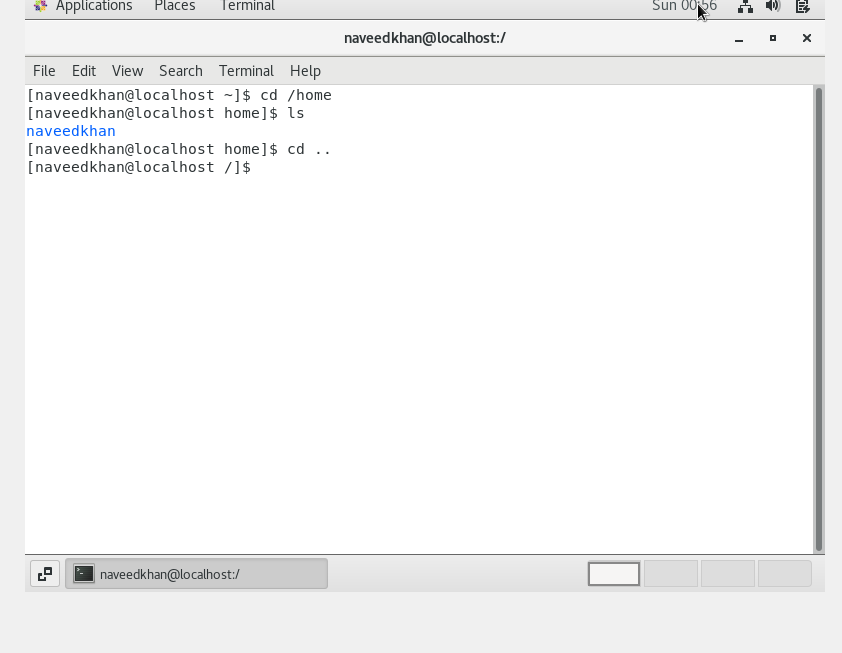 Applications Places Terminal Sun 00:56
naveedkhan@localhost:/
File Edit View Search Terminal Help
[naveedkhan@localhost ~]$ cd /home
[naveedkhan@localhost home]$ ls
naveedkhan
[naveedkhan@localhost home]$ cd ..
[naveedkhan@localhost /]$
naveedkhan@localhost:/